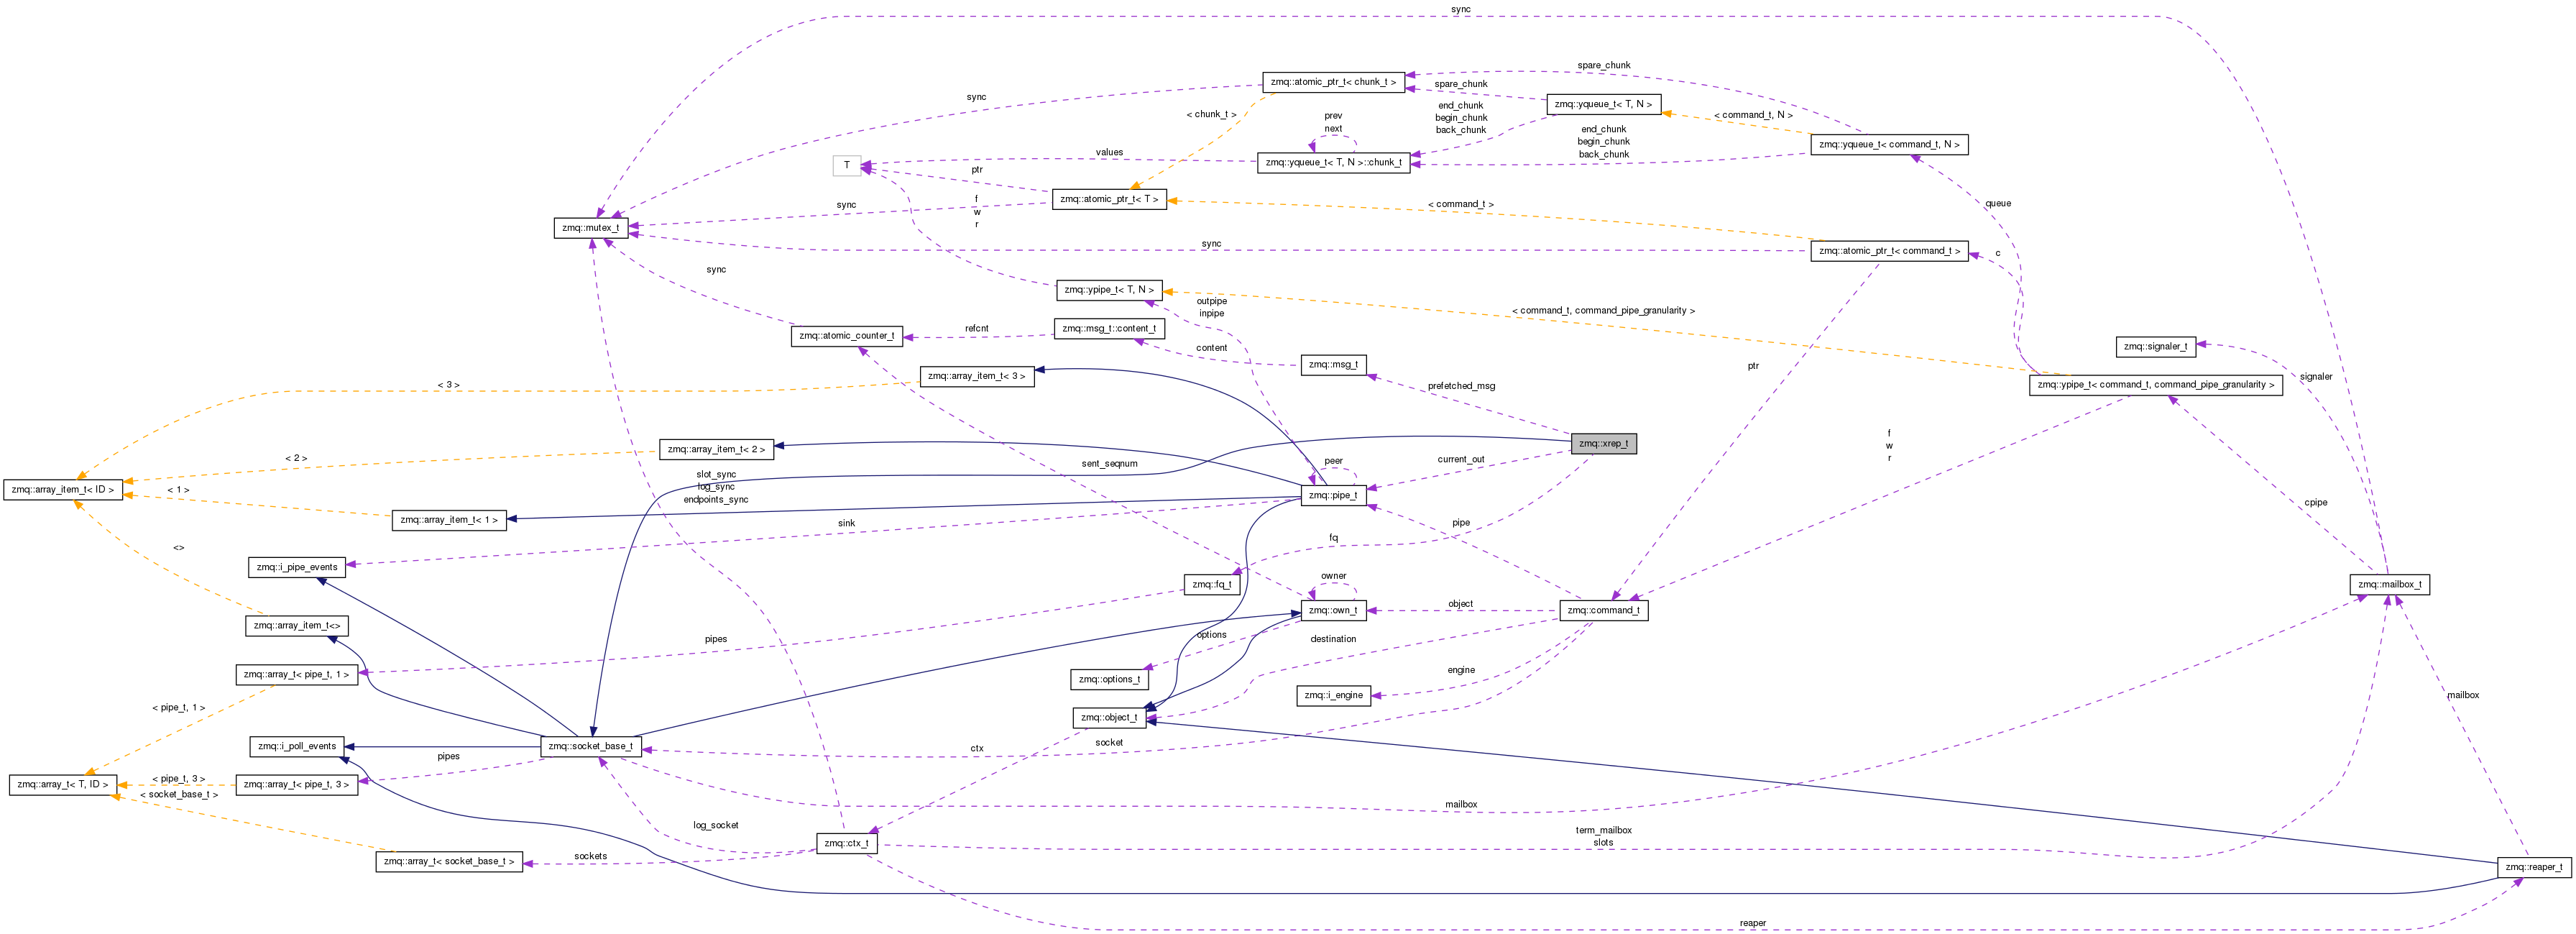 sync
zmq::atomic_ptr_t< chunk_t >
spare_chunk
spare_chunk
sync
< chunk_t >
end_chunk
begin_chunk
back_chunk
zmq::yqueue_t< T, N >
< command_t, N >
prev
next
end_chunk
begin_chunk
back_chunk
zmq::yqueue_t< command_t, N >
T
values
zmq::yqueue_t< T, N >::chunk_t
ptr
zmq::atomic_ptr_t< T >
zmq::mutex_t
sync
f
w
r
< command_t >
queue
sync
zmq::atomic_ptr_t< command_t >
c
sync
zmq::ypipe_t< T, N >
outpipe
inpipe
< command_t, command_pipe_granularity >
zmq::atomic_counter_t
refcnt
zmq::msg_t::content_t
content
zmq::msg_t
ptr
zmq::signaler_t
signaler
< 3 >
zmq::array_item_t< 3 >
prefetched_msg
zmq::ypipe_t< command_t, command_pipe_granularity >
zmq::xrep_t
f
w
r
< 2 >
zmq::array_item_t< 2 >
sent_seqnum
peer
current_out
slot_sync
log_sync
endpoints_sync
zmq::array_item_t< ID >
< 1 >
zmq::array_item_t< 1 >
zmq::pipe_t
cpipe
sink
pipe
fq
<>
zmq::i_pipe_events
zmq::fq_t
owner
zmq::mailbox_t
zmq::own_t
object
zmq::command_t
zmq::array_item_t<>
pipes
options
destination
zmq::array_t< pipe_t, 1 >
zmq::options_t
engine
zmq::i_engine
mailbox
< pipe_t, 1 >
zmq::object_t
zmq::i_poll_events
zmq::socket_base_t
ctx
socket
pipes
zmq::array_t< T, ID >
< pipe_t, 3 >
zmq::array_t< pipe_t, 3 >
< socket_base_t >
mailbox
log_socket
zmq::ctx_t
term_mailbox
slots
zmq::array_t< socket_base_t >
sockets
zmq::reaper_t
reaper